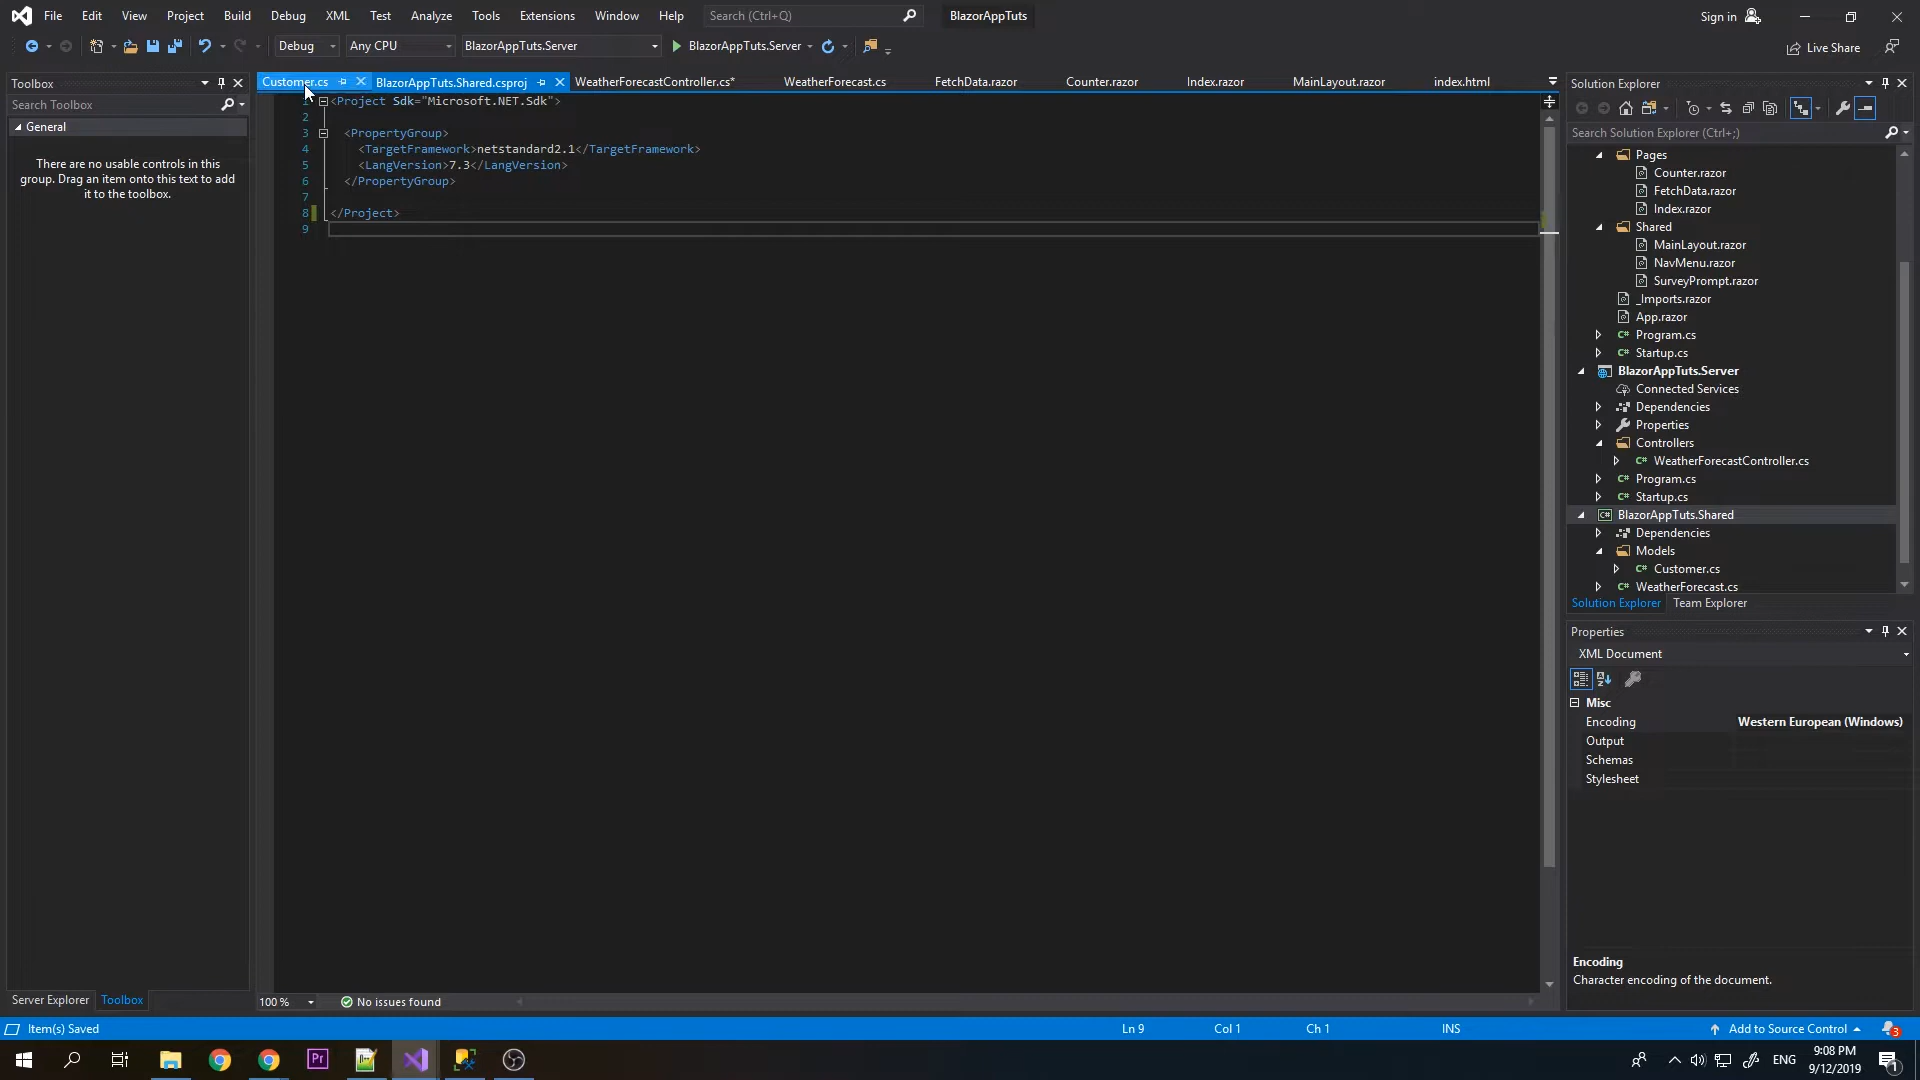 File Edit View Project Build Debug XML Test Analyze Tools Extensions Window Help Search (Ctrl+Q) BlazorAppTuts Sign in
Debug Any CPU BlazorAppTuts.Server BlazorAppTuts.Server Live Share
Toolbox
Search Toolbox
General
There are no usable controls in this
group. Drag an item onto this text to add
it to the toolbox.
Server Explorer Toolbox
Customer.cs BlazorAppTuts.Shared.csproj WeatherForecastController.cs* WeatherForecast.cs FetchData.razor Counter.razor Index.razor MainLayout.razor index.html
1 <Project Sdk="Microsoft.NET.Sdk">
2
3 <PropertyGroup>
4 <TargetFramework>netstandard2.1</TargetFramework>
5 <LangVersion>7.3</LangVersion>
6 </PropertyGroup>
7
8 </Project>
9
100 % No issues found
Solution Explorer
Search Solution Explorer (Ctrl+;)
Pages
Counter.razor
FetchData.razor
Index.razor
Shared
MainLayout.razor
NavMenu.razor
SurveyPrompt.razor
_Imports.razor
App.razor
C# Program.cs
C# Startup.cs
BlazorAppTuts.Server
Connected Services
Dependencies
Properties
Controllers
C# WeatherForecastController.cs
C# Program.cs
C# Startup.cs
C# BlazorAppTuts.Shared
Dependencies
Models
C# Customer.cs
C# WeatherForecast.cs
Solution Explorer Team Explorer
Properties
XML Document
Misc
Encoding Western European (Windows)
Output
Schemas
Stylesheet
Encoding
Character encoding of the document.
Item(s) Saved Ln 9 Col 1 Ch 1 INS Add to Source Control 3
Pr ENG 9:08 PM
9/12/2019 1